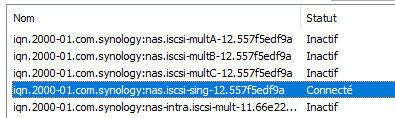 Nom Statut
iqn.2000-01.com.synology:nas.iscsi-multA-12.557f5edf9a Inactif
iqn.2000-01.com.synology:nas.iscsi-multB-12.557f5edf9a Inactif
iqn.2000-01.com.synology:nas.iscsi-multC-12.557f5edf9a Inactif
iqn.2000-01.com.synology:nas.iscsi-sing-12.557f5edf9a Connecté
iqn.2000-01.com.synology:nas-intra.iscsi-mult-11.66e22... Inactif